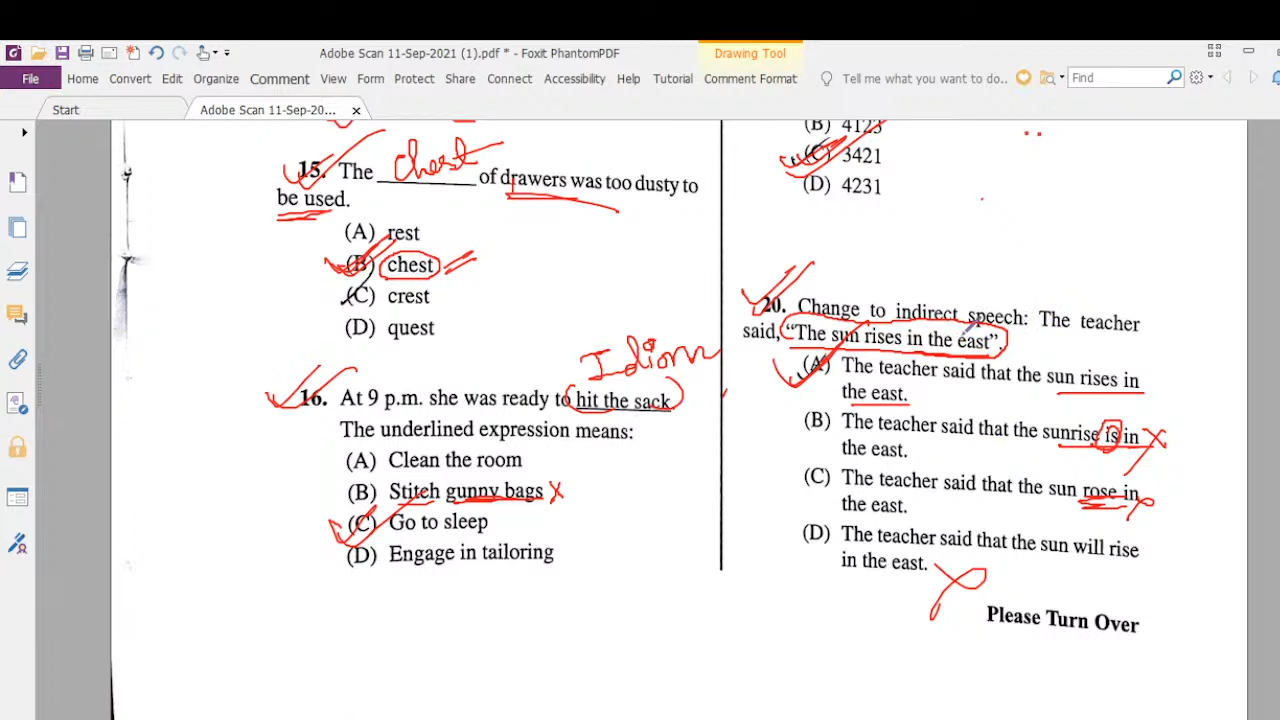 Adobe Scan 11-Sep-2021 (1).pdf * - Foxit PhantomPDF
Drawing Tool
File Home Convert Edit Organize Comment View Form Protect Share Connect Accessibility Help Tutorial Comment Format Tell me what you want to do.. Find
Start Adobe Scan 11-Sep-20...
15. The chest of drawers was too dusty to
be used.
(A) rest
(B) chest
(C) crest
(D) quest
Idiom
16. At 9 p.m. she was ready to hit the sack
The underlined expression means:
(A) Clean the room
(B) Stitch gunny bags
(C) Go to sleep
(D) Engage in tailoring
(B) 4123
(C) 3421
(D) 4231
20. Change to indirect speech: The teacher
said, “The sun rises in the east”.
(A) The teacher said that the sun rises in
the east.
(B) The teacher said that the sunrise is in
the east.
(C) The teacher said that the sun rose in
the east.
(D) The teacher said that the sun will rise
in the east.
Please Turn Over